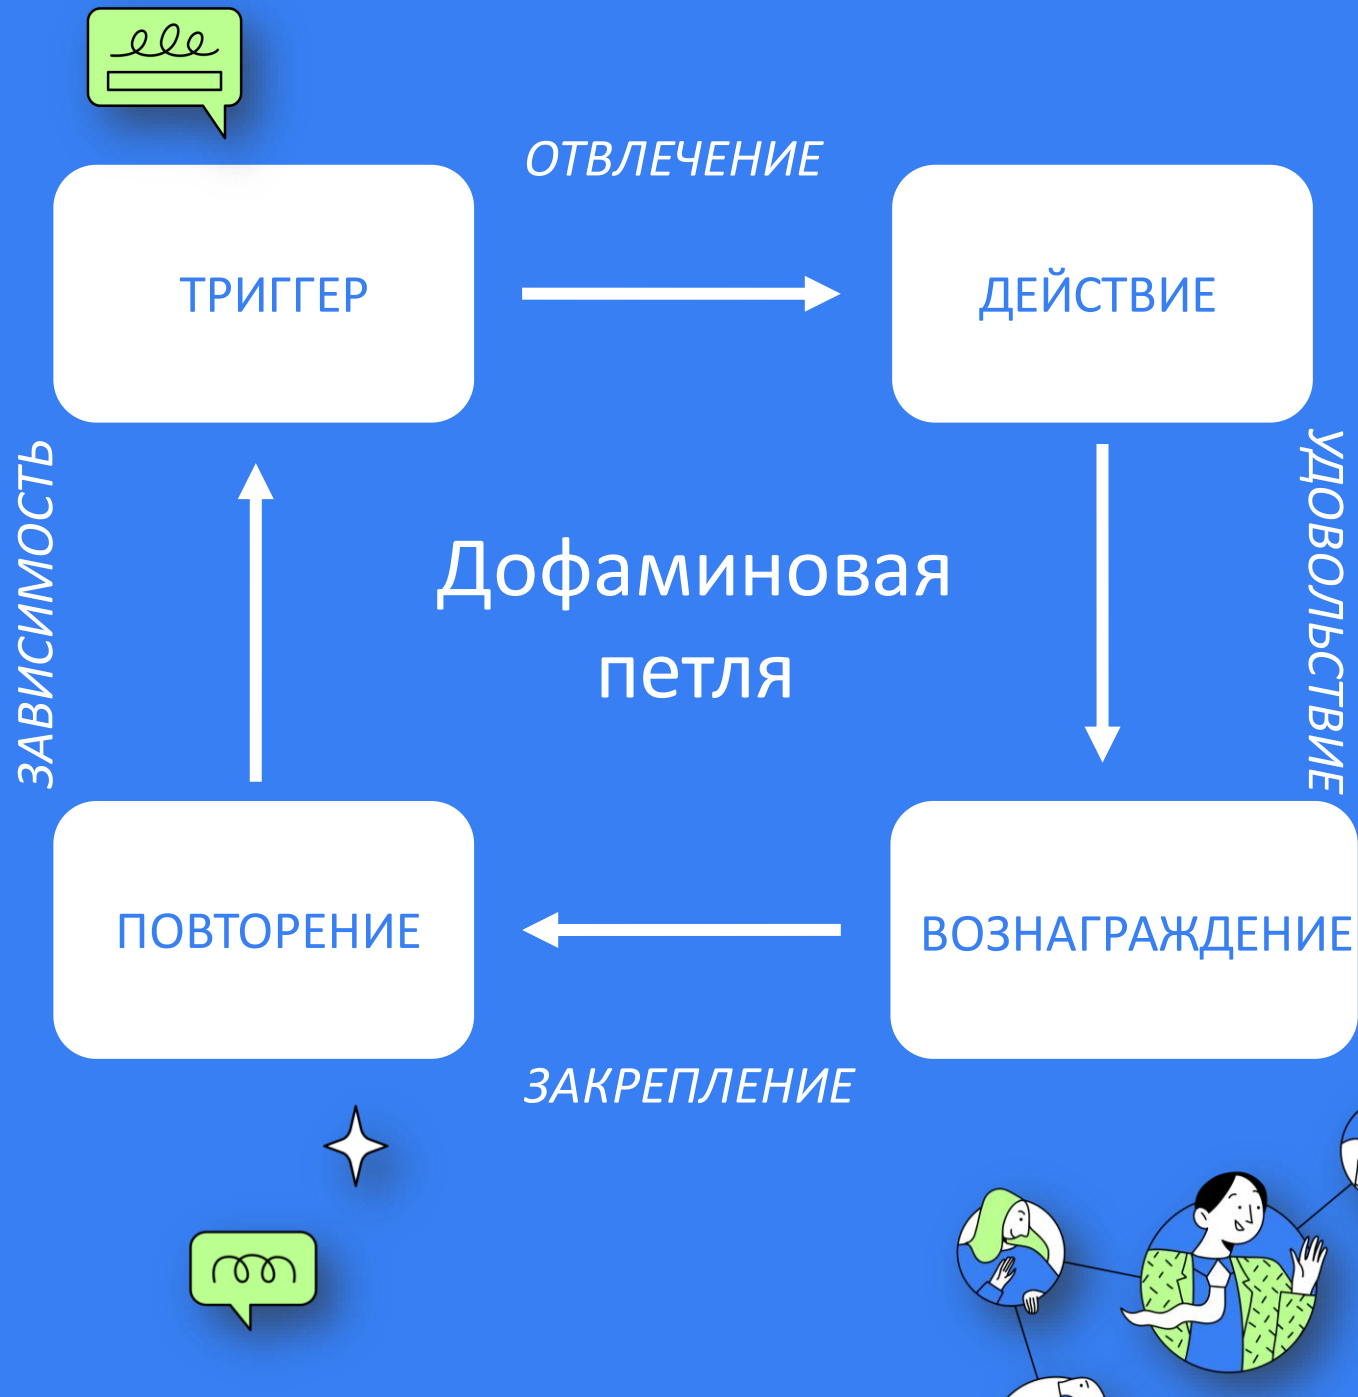 ОТВЛЕЧЕНИЕ
ТРИГГЕР
ДЕЙСТВИЕ
ЗАВИСИМОСТЬ
Дофаминовая
петля
УДОВОЛЬСТВИЕ
ПОВТОРЕНИЕ
ВОЗНАГРАЖДЕНИЕ
ЗАКРЕПЛЕНИЕ